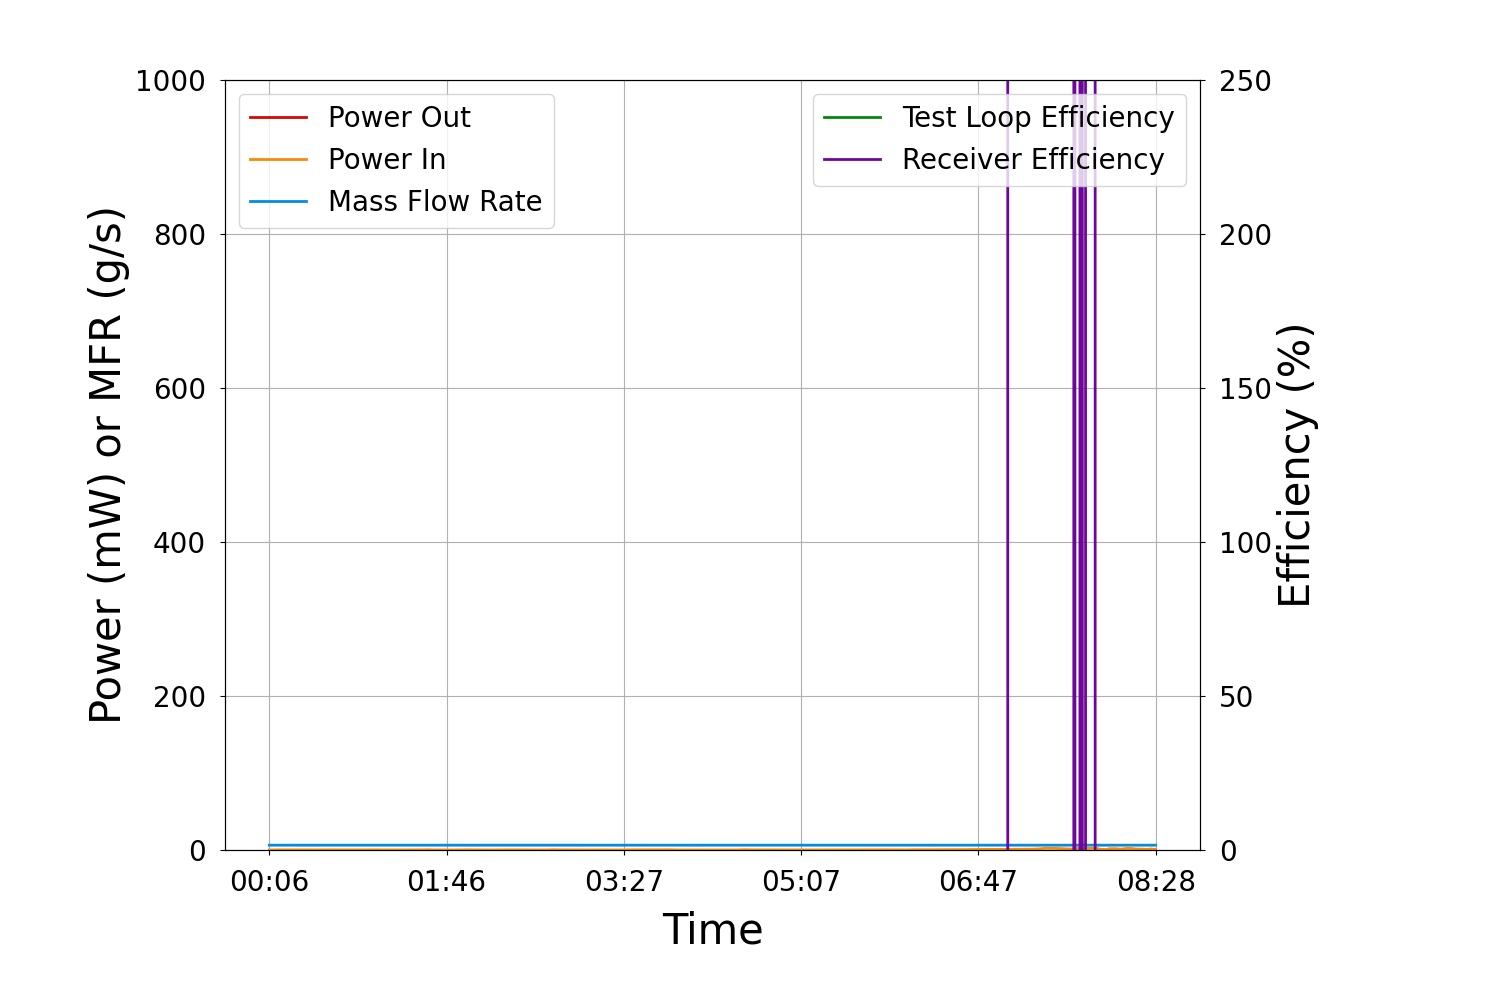 1000
800
600
400
200
0
Power (mW) or MFR (g/s)
Power Out
Power In
Mass Flow Rate
Test Loop Efficiency
Receiver Efficiency
250
200
150
100
50
0
Efficiency (%)
00:06 01:46 03:27 05:07 06:47 08:28
Time